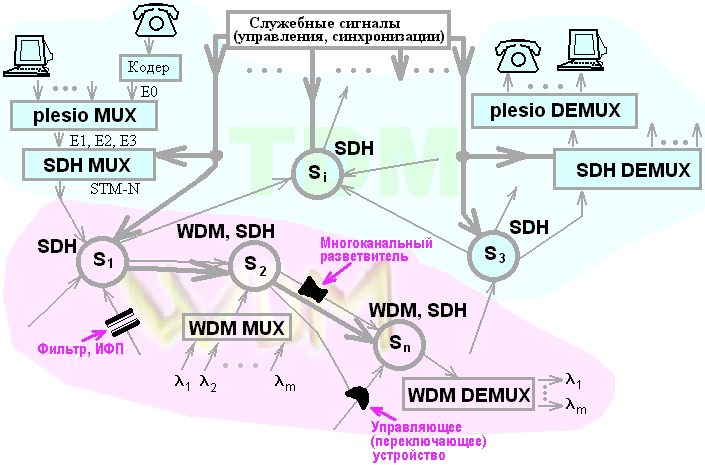 Служебные сигналы
(управления, синхронизации)
Кодер
E0
plesio MUX
E1, E2, E3
SDH MUX
STM-N
plesio DEMUX
SDH DEMUX
TDM
SDH
Si
SDH
S3
SDH
S1
WDM, SDH
S2
Многоканальный
разветвитель
WDM
WDM, SDH
Sn
Фильтр, ИФП
WDM MUX
λ1 λ2 λm
WDM DEMUX
λ1
λm
Управляющее
(переключающее)
устройство